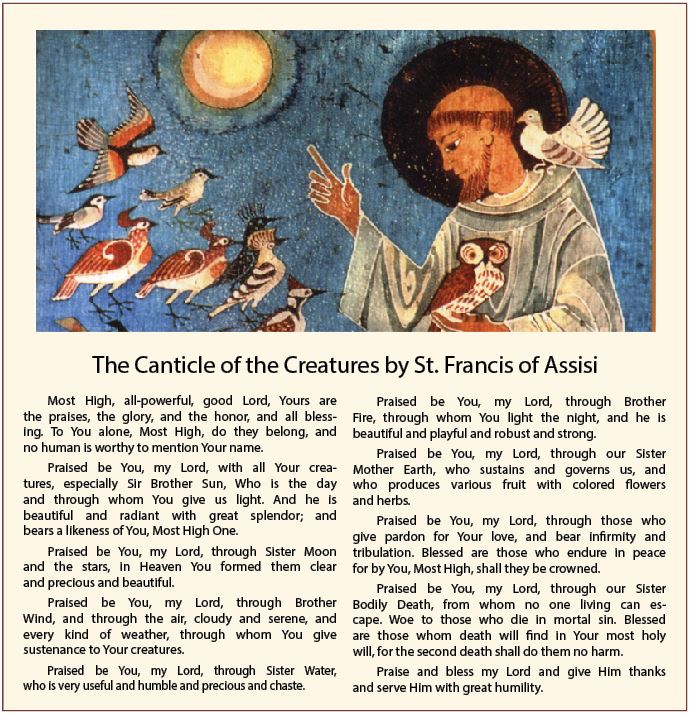 The Canticle of the Creatures by St. Francis of Assisi
Most High, all-powerful, good Lord, Yours are
the praises, the glory, and the honor, and all bless-
ing. To You alone, Most High, do they belong, and
no human is worthy to mention Your name.
Praised be You, my Lord, with all Your crea-
tures, especially Sir Brother Sun, Who is the day
and through whom You give us light. And he is
beautiful and radiant with great splendor; and
bears a likeness of You, Most High One.
Praised be You, my Lord, through Sister Moon
and the stars, in Heaven You formed them clear
and precious and beautiful.
Praised be You, my Lord, through Brother
Wind, and through the air, cloudy and serene, and
every kind of weather, through whom You give
sustenance to Your creatures.
Praised be You, my Lord, through Sister Water,
who is very useful and humble and precious and chaste.
Praised be You, my Lord, through Brother
Fire, through whom You light the night, and he is
beautiful and playful and robust and strong.
Praised be You, my Lord, through our Sister
Mother Earth, who sustains and governs us, and
who produces various fruit with colored flowers
and herbs.
Praised be You, my Lord, through those who
give pardon for Your love, and bear infirmity and
tribulation. Blessed are those who endure in peace
for by You, Most High, shall they be crowned.
Praised be You, my Lord, through our Sister
Bodily Death, from whom no one living can es-
cape. Woe to those who die in mortal sin. Blessed
are those whom death will find in Your most holy
will, for the second death shall do them no harm.
Praise and bless my Lord and give Him thanks
and serve Him with great humility.